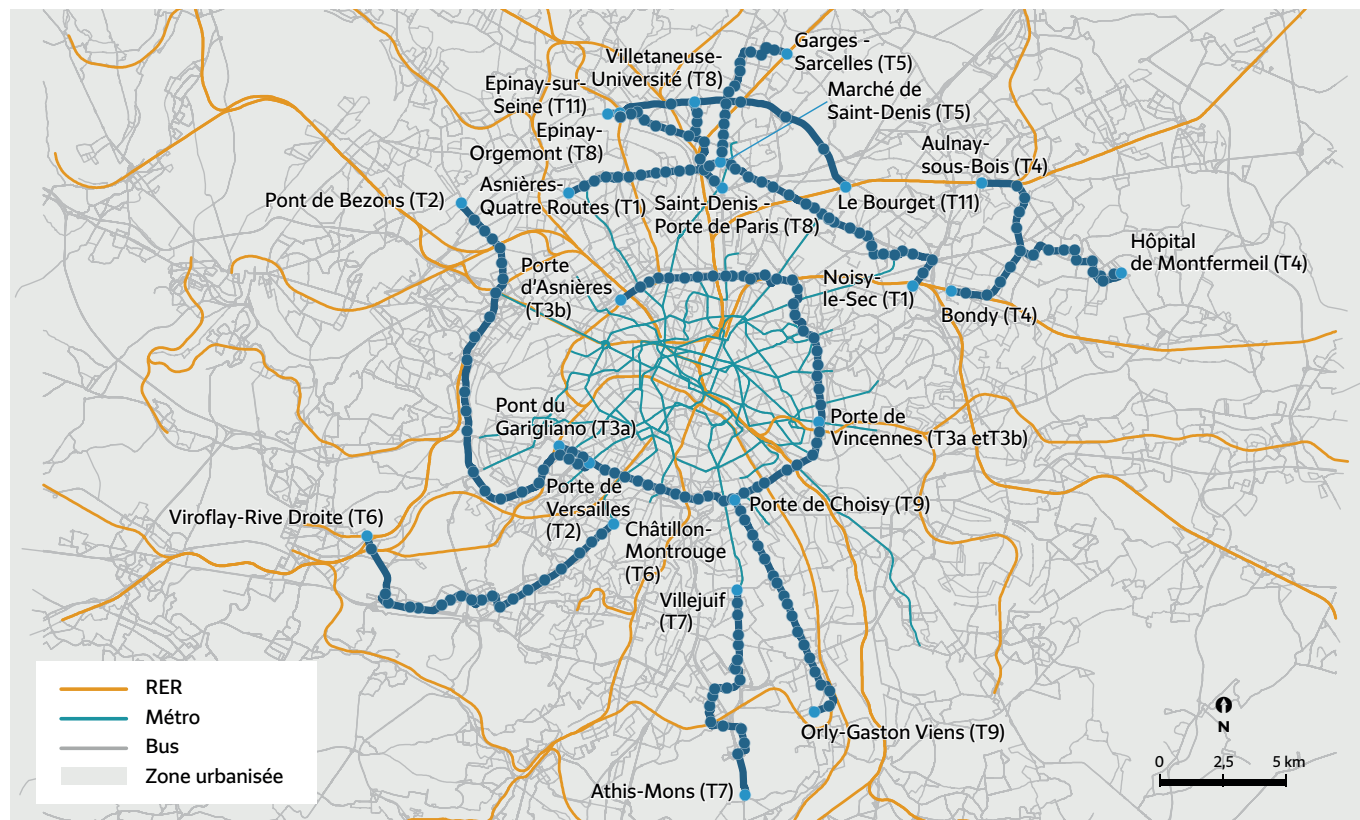 Garges -
Sarcelles (T5)
Villetaneuse-
Université (T8)
Epinay-sur-
Seine (T11)
Marché de
Saint-Denis (T5)
Epinay-
Orgemont (T8)
Aulnay-
sous-Bois (T4)
Asnières-
Quatre Routes (T1)
Pont de Bezons (T2)
Saint-Denis -
Porte de Paris (T8)
Le Bourget (T11)
Hôpital
de Montfermeil (T4)
Porte
d'Asnières
(T3b)
Noisy-
le-Sec (T1)
Bondy (T4)
Pont du
Garigliano (T3a)
Porte de
Vincennes (T3a etT3b)
Porte de
Versailles
(T2)
Porte de Choisy (T9)
Viroflay-Rive Droite (T6)
Châtillon-
Montrouge
(T6)
Villejuif
(T7)
Orly-Gaston Viens (T9)
Athis-Mons (T7)
RER
Métro
Bus
Zone urbanisée
N
0 2,5 5 km